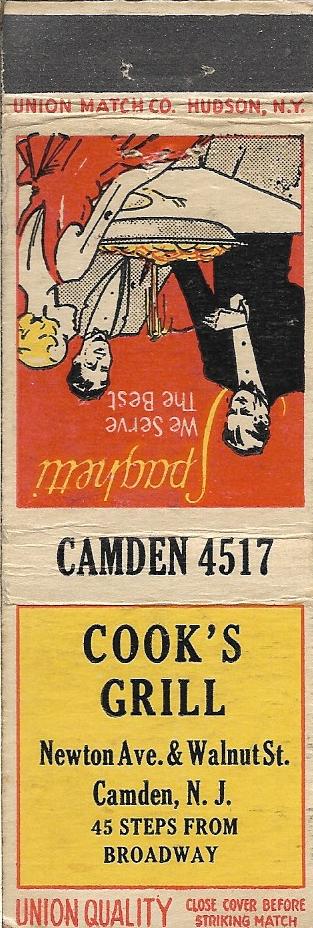 UNION MATCH CO. HUDSON, N.Y.
We Serve
The Best
Spaghetti
CAMDEN 4517
COOK'S
GRILL
Newton Ave. & Walnut St.
Camden, N. J.
45 STEPS FROM
BROADWAY
UNION QUALITY
CLOSE COVER BEFORE
STRIKING MATCH